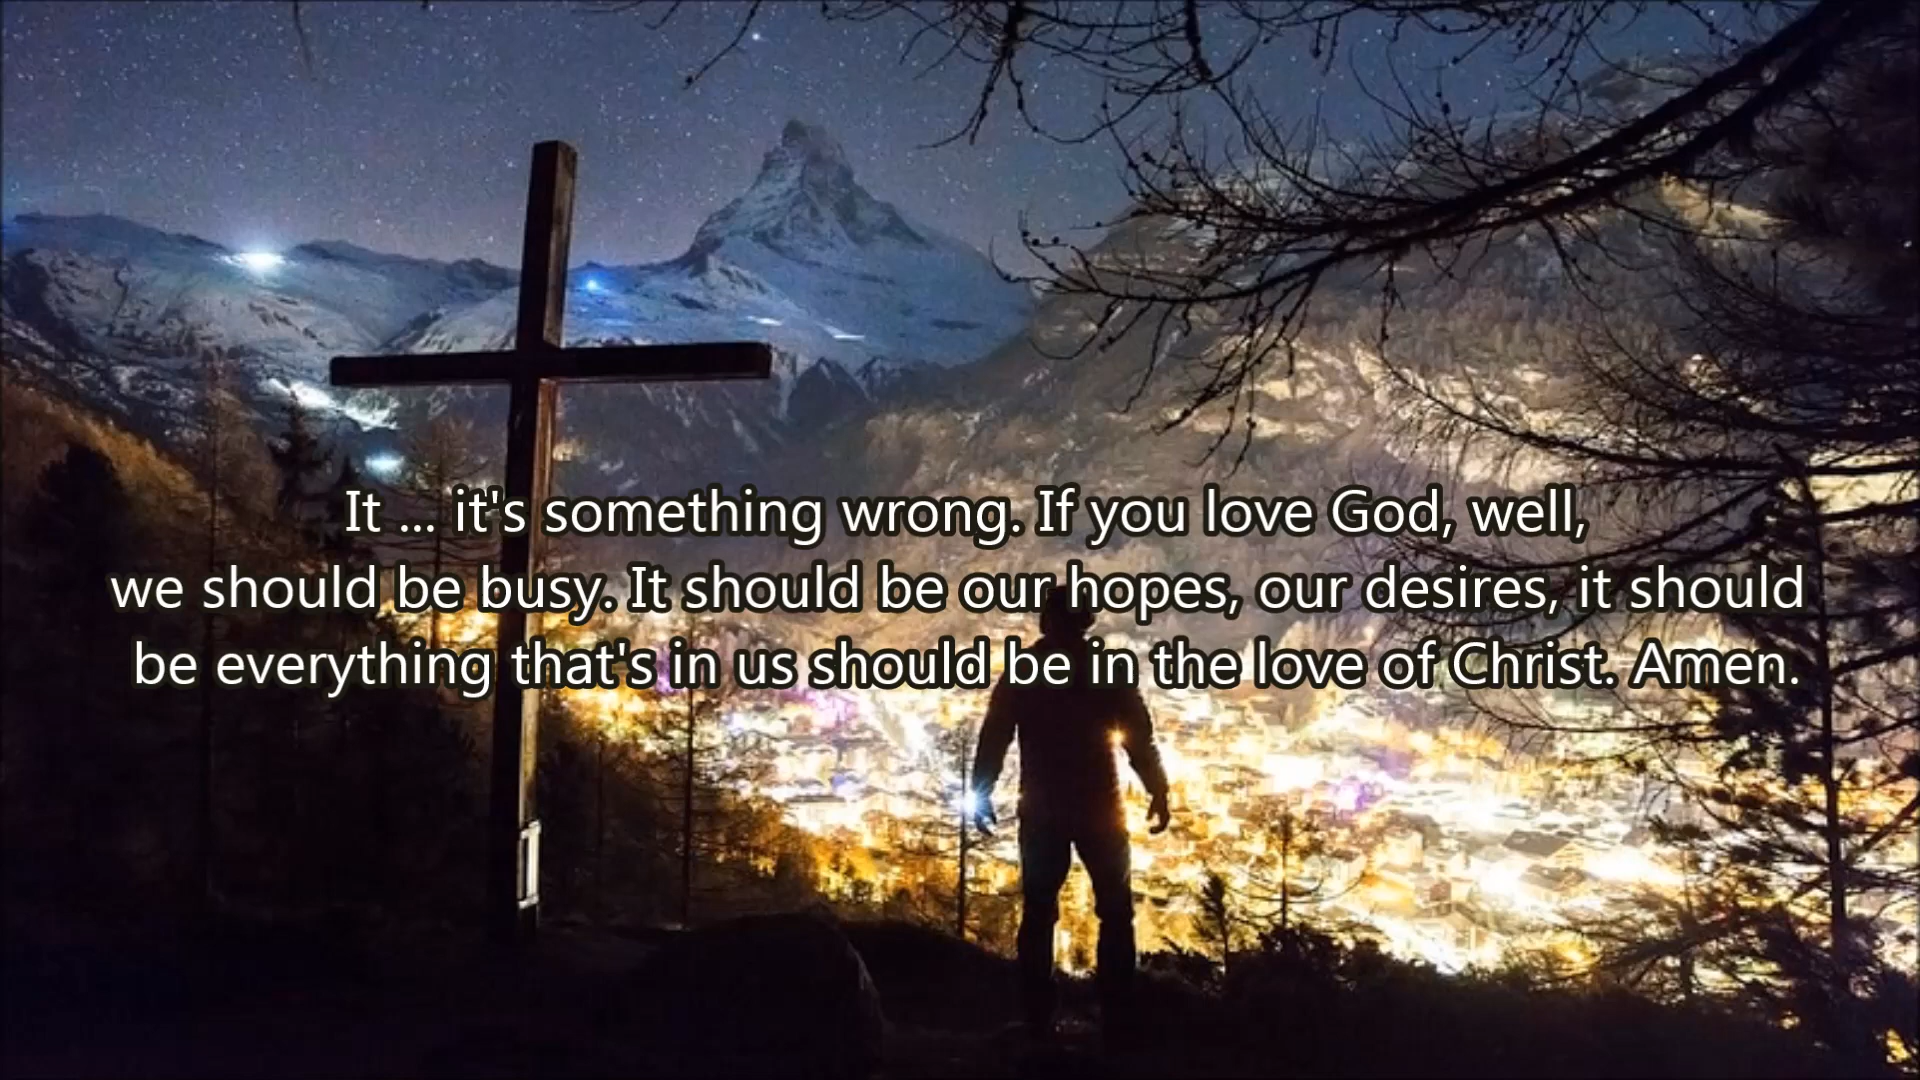 It ... it's something wrong. If you love God, well,
we should be busy. It should be our hopes, our desires, it should
be everything that's in us should be in the love of Christ. Amen.